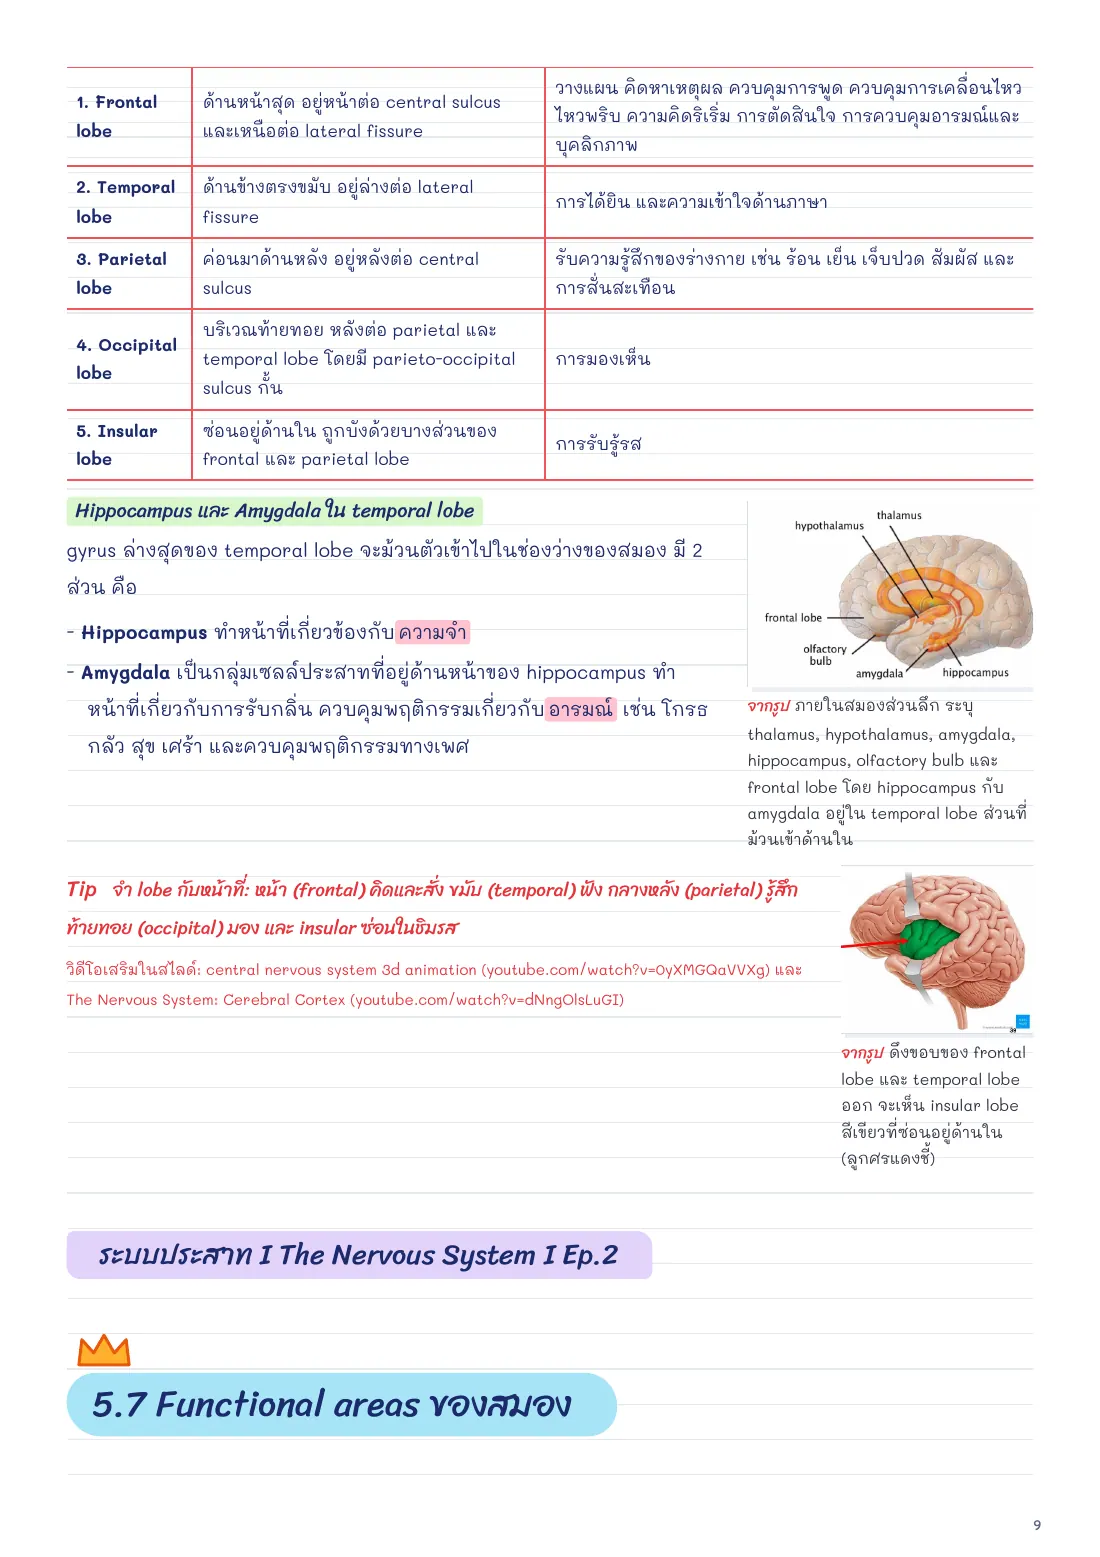 1. Frontal
lobe
ด้านหน้าสุด อยู่หน้าต่อ central sulcus
และเหนือต่อ lateral fissure
วางแผน คิดหาเหตุผล ควบคุมการพูด ควบคุมการเคลื่อนไหว
ไหวพริบ ความคิดริเริ่ม การตัดสินใจ การควบคุมอารมณ์และ
บุคลิกภาพ
2. Temporal
lobe
ด้านข้างตรงขมับ อยู่ล่างต่อ lateral
fissure
การได้ยิน และความเข้าใจด้านภาษา
3. Parietal
lobe
ค่อนมาด้านหลัง อยู่หลังต่อ central
sulcus
รับความรู้สึกของร่างกาย เช่น ร้อน เย็น เจ็บปวด สัมผัส และ
การสั่นสะเทือน
4. Occipital
lobe
บริเวณท้ายทอย หลังต่อ parietal และ
temporal lobe โดยมี parieto-occipital
sulcus กั้น
การมองเห็น
5. Insular
lobe
ซ่อนอยู่ด้านใน ถูกบังด้วยบางส่วนของ
frontal และ parietal lobe
การรับรู้รส
Hippocampus และ Amygdala ใน temporal lobe
gyrus ล่างสุดของ temporal lobe จะม้วนตัวเข้าไปในช่องว่างของสมอง มี 2
ส่วน คือ
- Hippocampus ทำหน้าที่เกี่ยวข้องกับ ความจำ
- Amygdala เป็นกลุ่มเซลล์ประสาทที่อยู่ด้านหน้าของ hippocampus ทำ
หน้าที่เกี่ยวกับการรับกลิ่น ควบคุมพฤติกรรมเกี่ยวกับ อารมณ์ เช่น โกรธ
กลัว สุข เศร้า และควบคุมพฤติกรรมทางเพศ
thalamus
hypothalamus
frontal lobe
olfactory
bulb
amygdala
hippocampus
จากรูป ภายในสมองส่วนลึก ระบุ
thalamus, hypothalamus, amygdala,
hippocampus, olfactory bulb และ
frontal lobe โดย hippocampus กับ
amygdala อยู่ใน temporal lobe ส่วนที่
ม้วนเข้าด้านใน
Tip จำ lobe กับหน้าที่: หน้า (frontal) คิดและสั่ง ขมับ (temporal) ฟัง กลางหลัง (parietal) รู้สึก
ท้ายทอย (occipital) มอง และ insular ซ่อนในชิมรส
วิดีโอเสริมในสไลด์: central nervous system 3d animation (youtube.com/watch?v=0yXMGQaVVXg) และ
The Nervous System: Cerebral Cortex (youtube.com/watch?v=dNngOlsLuGI)
39
จากรูป ดึงขอบของ frontal
lobe และ temporal lobe
ออก จะเห็น insular lobe
สีเขียวที่ซ่อนอยู่ด้านใน
(ลูกศรแดงชี้)
ระบบประสาท I The Nervous System I Ep.2
5.7 Functional areas ของสมอง
9